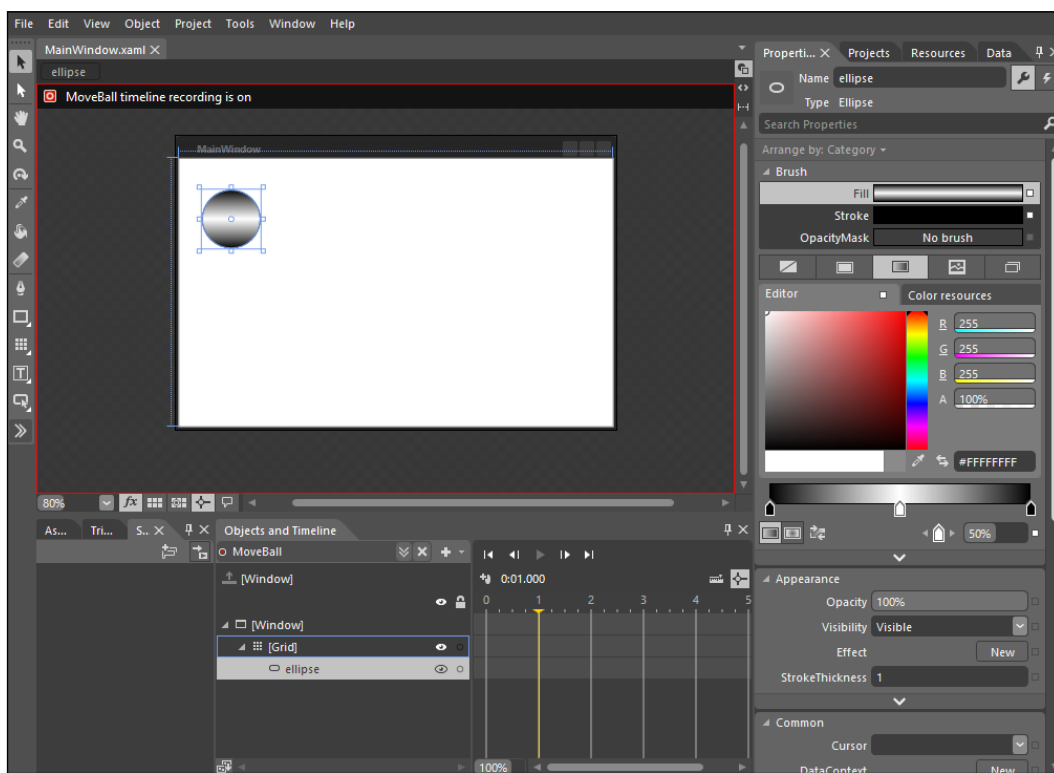 File Edit View Object Project Tools Window Help
MainWindow.xaml
ellipse
MoveBall timeline recording is on
MainWindow
80%
fx
As... Tri... S..
Objects and Timeline
MoveBall
[Window]
0:01.000
0 1 2 3 4 5
[Window]
[Grid]
ellipse
100%
Properti... Projects Resources Data
Name ellipse
Type Ellipse
Search Properties
Arrange by: Category
Brush
Fill
Stroke
OpacityMask No brush
Editor Color resources
R 255
G 255
B 255
A 100%
#FFFFFFFF
50%
Appearance
Opacity 100%
Visibility Visible
Effect New
StrokeThickness 1
Common
Cursor
DataContext New